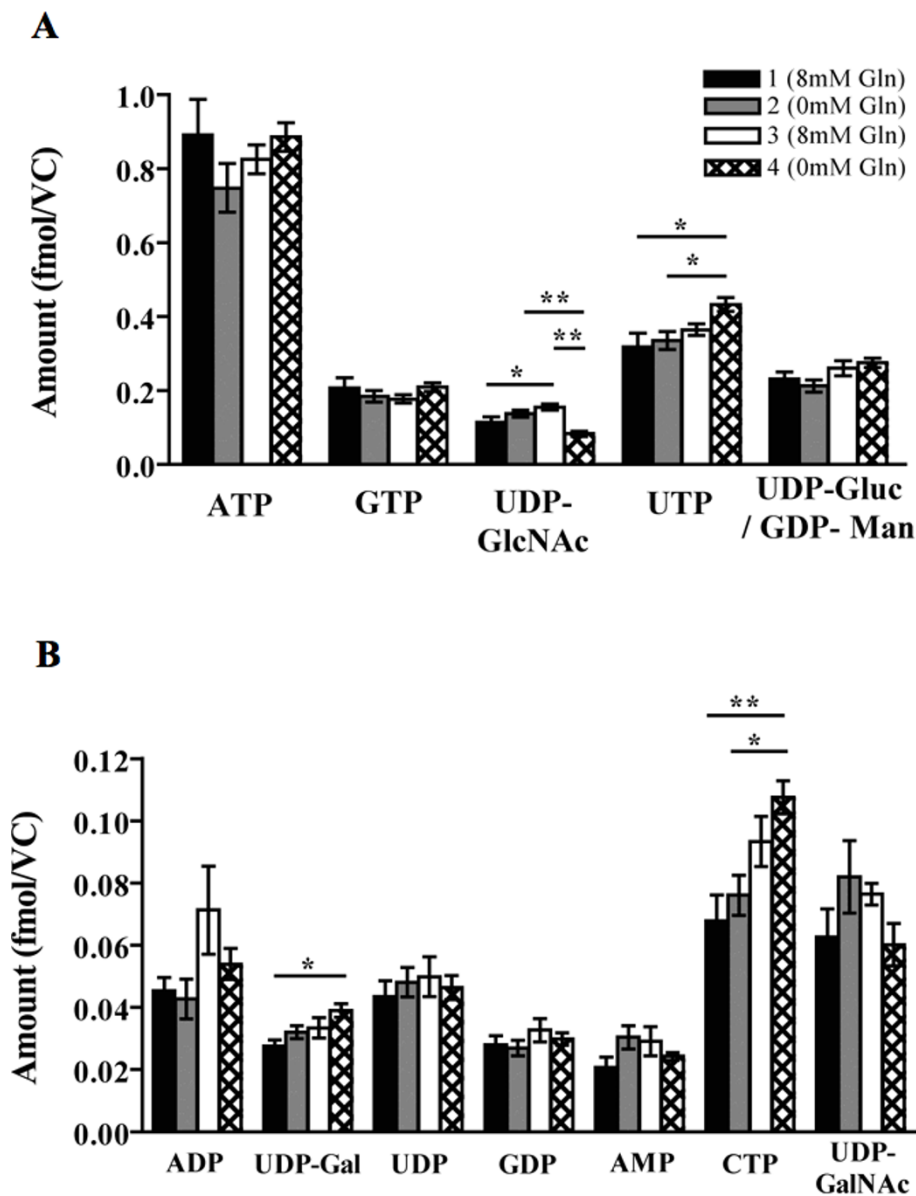 A
1 (8mM Gln)
2 (0mM Gln)
3 (8mM Gln)
4 (0mM Gln)
Amount (fmol/VC)
1.0
0.8
0.6
0.4
0.2
0.0
*
*
**
**
*
ATP GTP UDP- UTP UDP-Gluc
GlcNAc / GDP- Man
B
Amount (fmol/VC)
0.12
0.10
0.08
0.06
0.04
0.02
0.00
**
*
*
ADP UDP-Gal UDP GDP AMP CTP UDP-
GalNAc